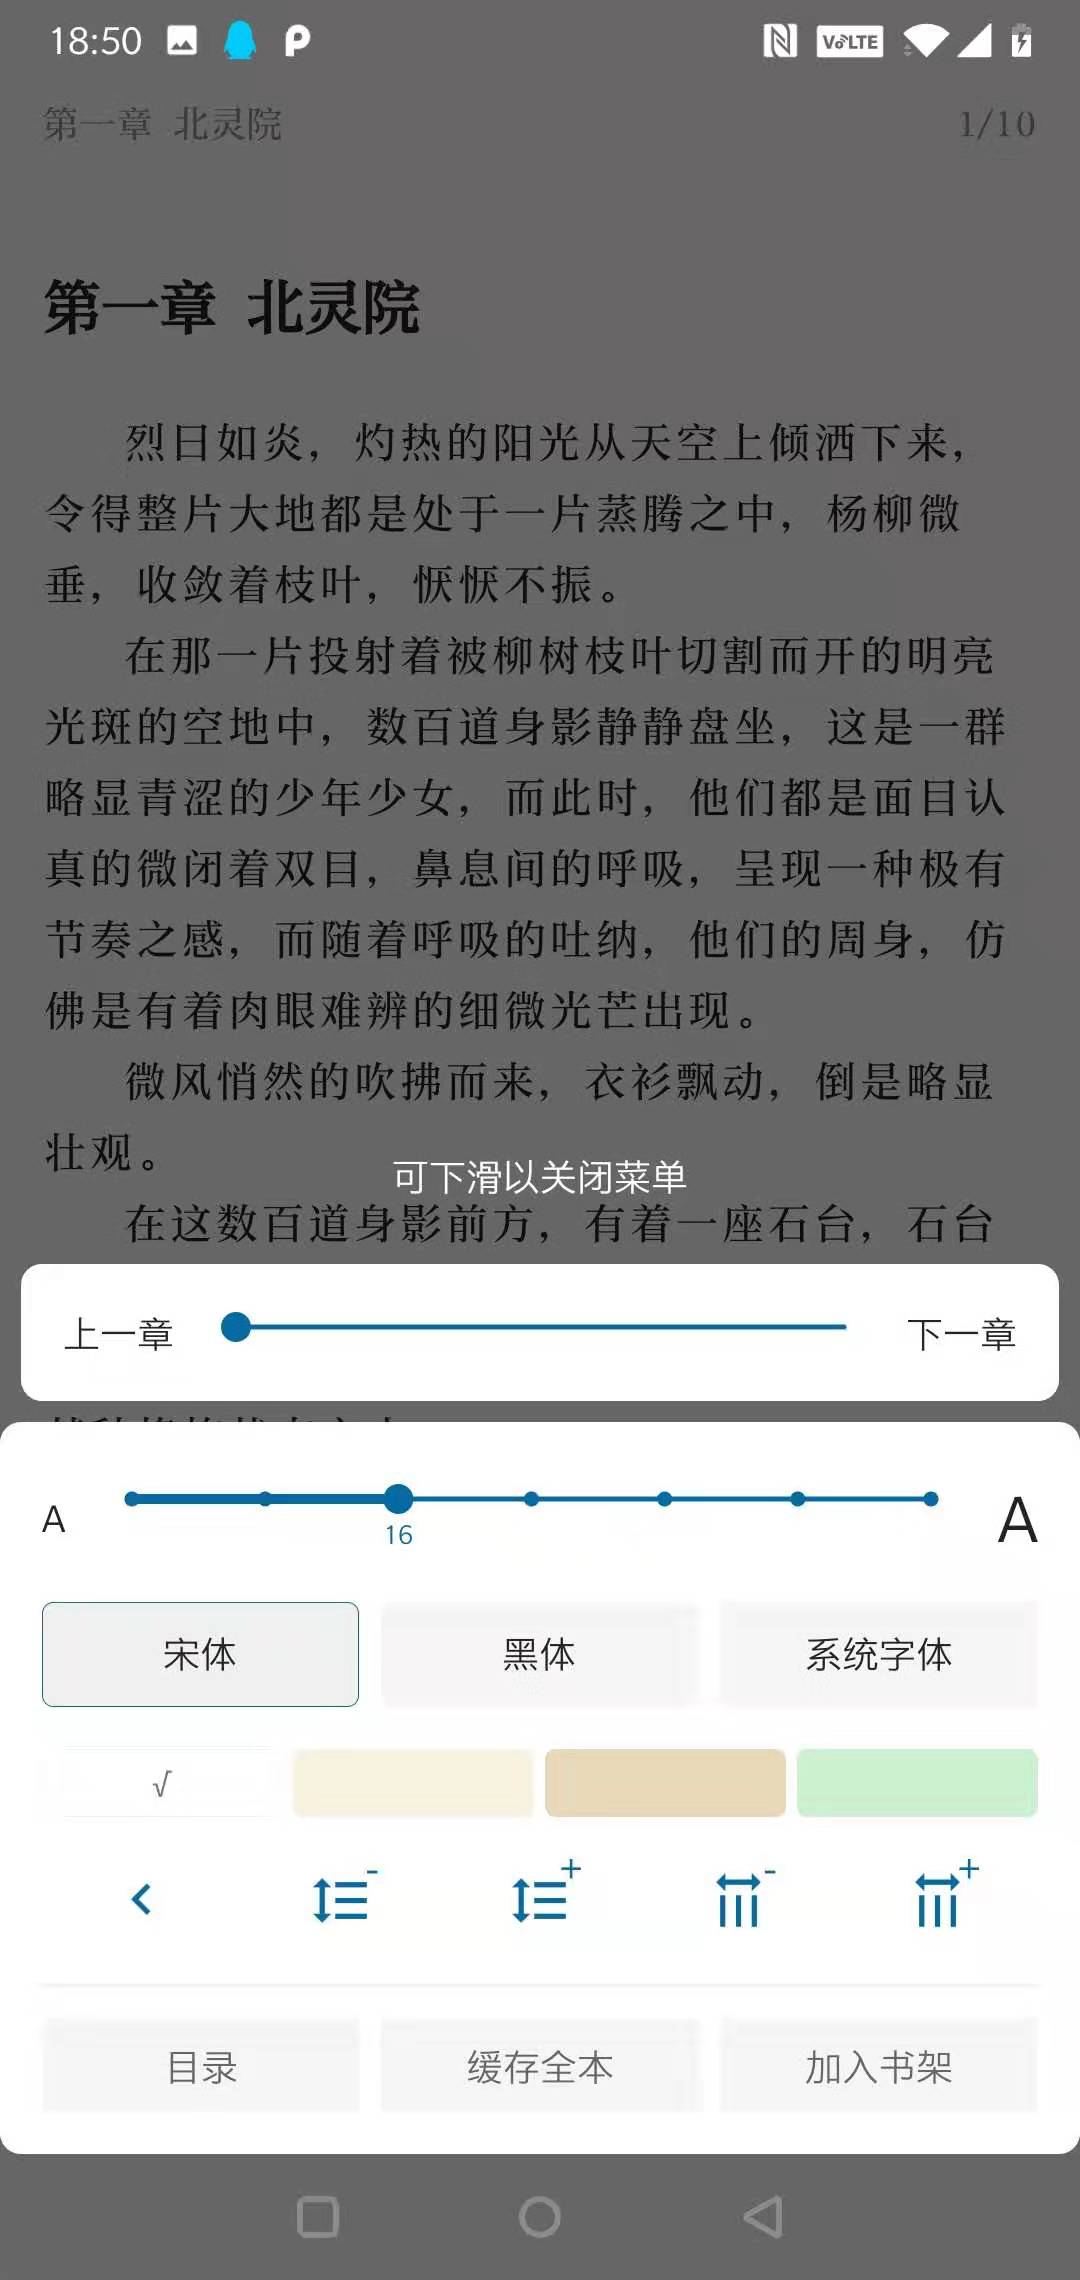 18:50
VoLTE
第一章 北灵院
1/10
第一章 北灵院
烈日如炎，灼热的阳光从天空上倾洒下来，
令得整片大地都是处于一片蒸腾之中，杨柳微
垂，收敛着枝叶，恹恹不振。
在那一片投射着被柳树枝叶切割而开的明亮
光斑的空地中，数百道身影静静盘坐，这是一群
略显青涩的少年少女，而此时，他们都是面目认
真的微闭着双目，鼻息间的呼吸，呈现一种极有
节奏之感，而随着呼吸的吐纳，他们的周身，仿
佛是有着肉眼难辨的细微光芒出现。
微风悄然的吹拂而来，衣衫飘动，倒是略显
壮观。
可下滑以关闭菜单
在这数百道身影前方，有着一座石台，石台
上一章
下一章
A
16
A
宋体
黑体
系统字体
√
目录
缓存全本
加入书架